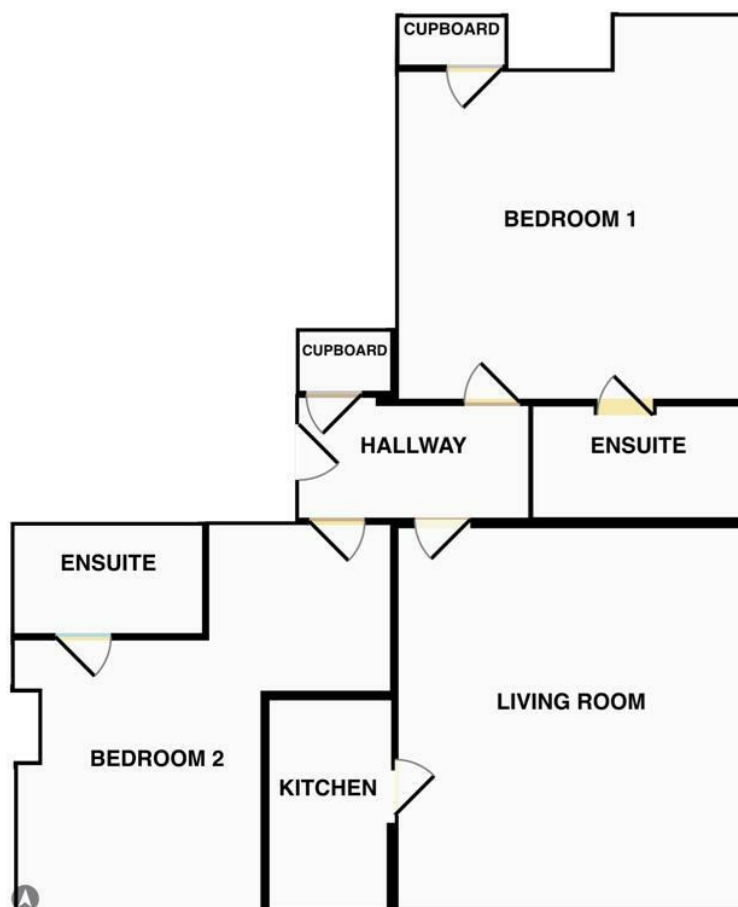 CUPBOARD
BEDROOM 1
CUPBOARD
HALLWAY
ENSUITE
ENSUITE
LIVING ROOM
BEDROOM 2
KITCHEN